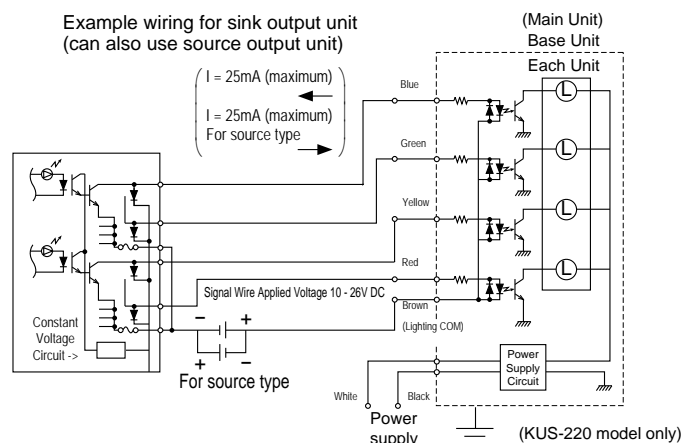 Example wiring for sink output unit
(can also use source output unit)
(Main Unit)
Base Unit
Each Unit
I = 25mA (maximum)
I = 25mA (maximum)
For source type
Blue
Green
Yellow
Red
Signal Wire Applied Voltage 10 - 26V DC
Brown
(Lighting COM)
L
L
L
L
Constant
Voltage
Circuit ->
− +
+ −
For source type
Power
Supply
Circuit
White
Black
Power
supply
(KUS-220 model only)